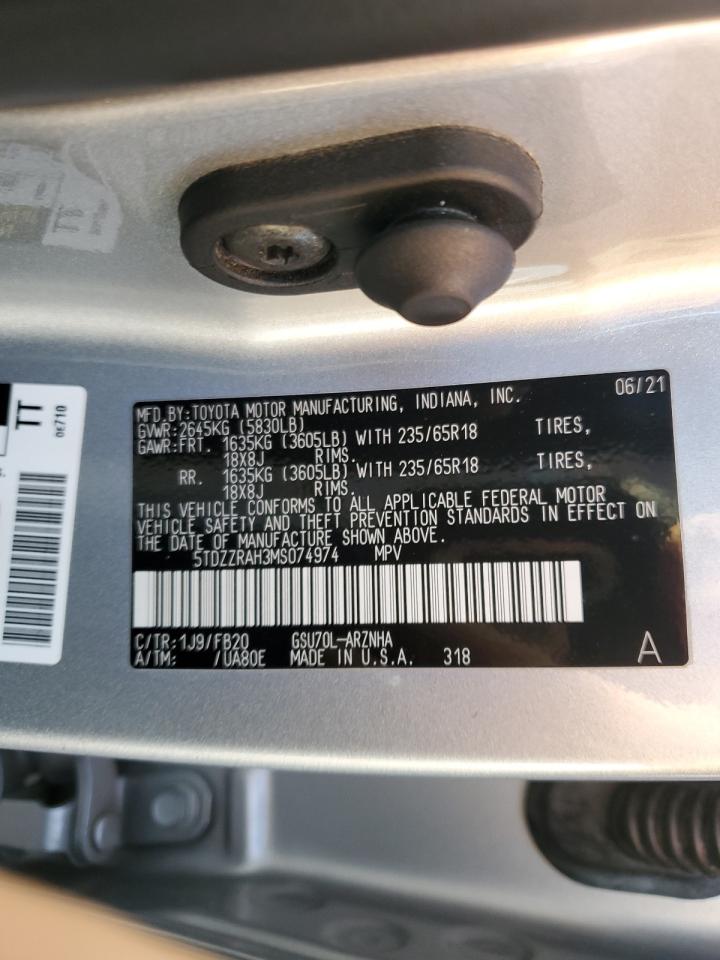 TT
0E710
TT
MFD.BY:TOYOTA MOTOR MANUFACTURING, INDIANA, INC. 06/21
GVWR:2645KG (5830LB)
GAWR:FRT. 1635KG (3605LB) WITH 235/65R18 TIRES,
18X8J RIMS.
RR. 1635KG (3605LB) WITH 235/65R18 TIRES,
18X8J RIMS.
THIS VEHICLE CONFORMS TO ALL APPLICABLE FEDERAL MOTOR
VEHICLE SAFETY AND THEFT PREVENTION STANDARDS IN EFFECT ON
THE DATE OF MANUFACTURE SHOWN ABOVE.
5TDZZRAH3MS074974 MPV
C/TR:1J9/FB20 GSU70L-ARZNHA
A/TM: /UA80E MADE IN U.S.A. 318 A